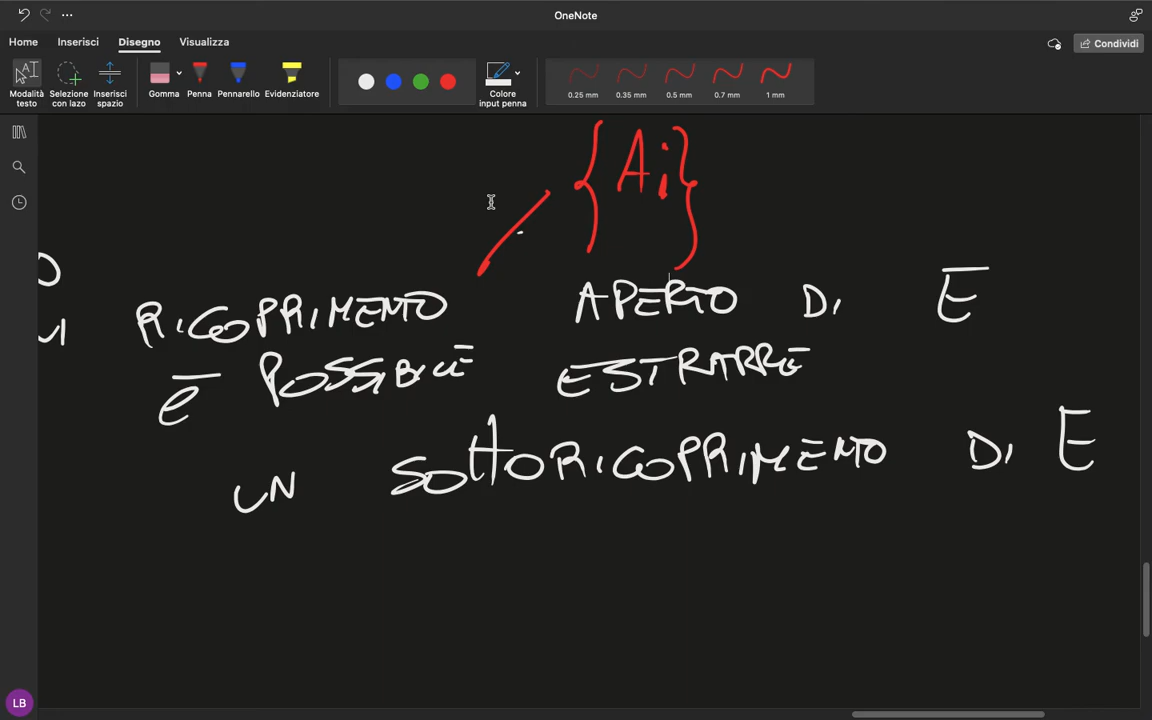 OneNote
Home Inserisci Disegno Visualizza
Condividi
Modalità testo
Selezione con lazo
Inserisci spazio
Gomma
Penna
Pennarello
Evidenziatore
Colore input penna
0.25 mm 0.35 mm 0.5 mm 0.7 mm 1 mm
{Ai}
RICOPRIMENTO APERTO DI E
è POSSIBILE ESTRARRE
UN SOTTORICOPRIMENTO DI E
LB